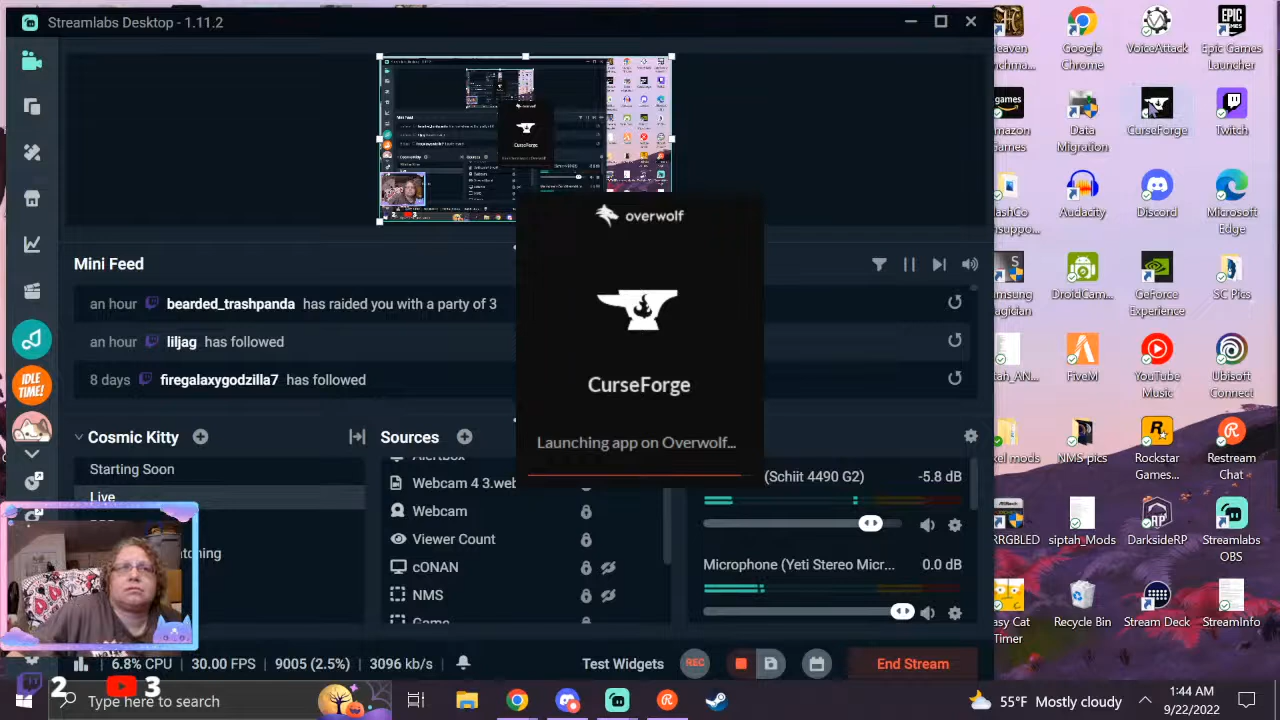 Streamlabs Desktop - 1.11.2
overwolf
CurseForge
Launching app on Overwolf...
Mini Feed
an hour bearded_trashpanda has raided you with a party of 3
an hour liljag has followed
8 days firegalaxygodzilla7 has followed
IDLE
TIME!
Cosmic Kitty
Starting Soon
Live
Sources
Webcam 4 3.web
Webcam
Viewer Count
cONAN
NMS
(Schiit 4490 G2) -5.8 dB
Microphone (Yeti Stereo Micr... 0.0 dB
6.8% CPU 30.00 FPS 9005 (2.5%) 3096 kb/s
Test Widgets
REC
End Stream
2 3
Type here to search
55°F Mostly cloudy
1:44 AM
9/22/2022
Google
Chrome
VoiceAttack
Epic Games
Launcher
Data
Migration
CurseForge
Twitch
Games
Audacity
Discord
Microsoft
Edge
DroidCam...
GeForce
Experience
SC Pics
FiveM
YouTube
Music
Ubisoft
Connect
NMS pics
Rockstar
Games...
Restream
Chat
siptah_Mods
DarksideRP
Streamlabs
OBS
Timer
Recycle Bin
Stream Deck
StreamInfo